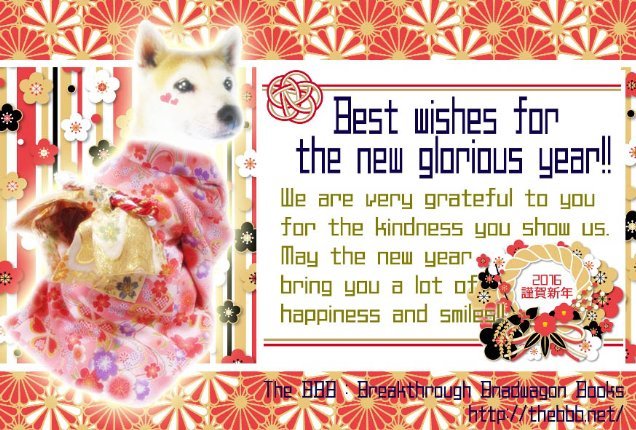 Best wishes for
the new glorious year!!
We are very grateful to you
for the kindness you show us.
May the new year
bring you a lot of
happiness and smiles!!
2016
謹賀新年
The BBB : Breakthrough Bradwagon Books
http://thebbb.net/